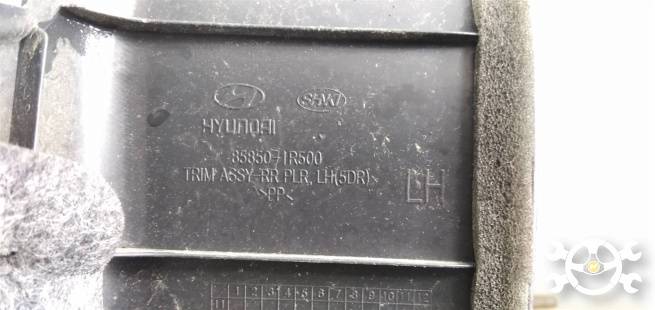 HYUNDAI
85850-1R500
TRIM ASSY-RR PLR, LH(5DR)
>PP<
LH
1 2 3 4 5 6 7 8 9 10 11 12
11